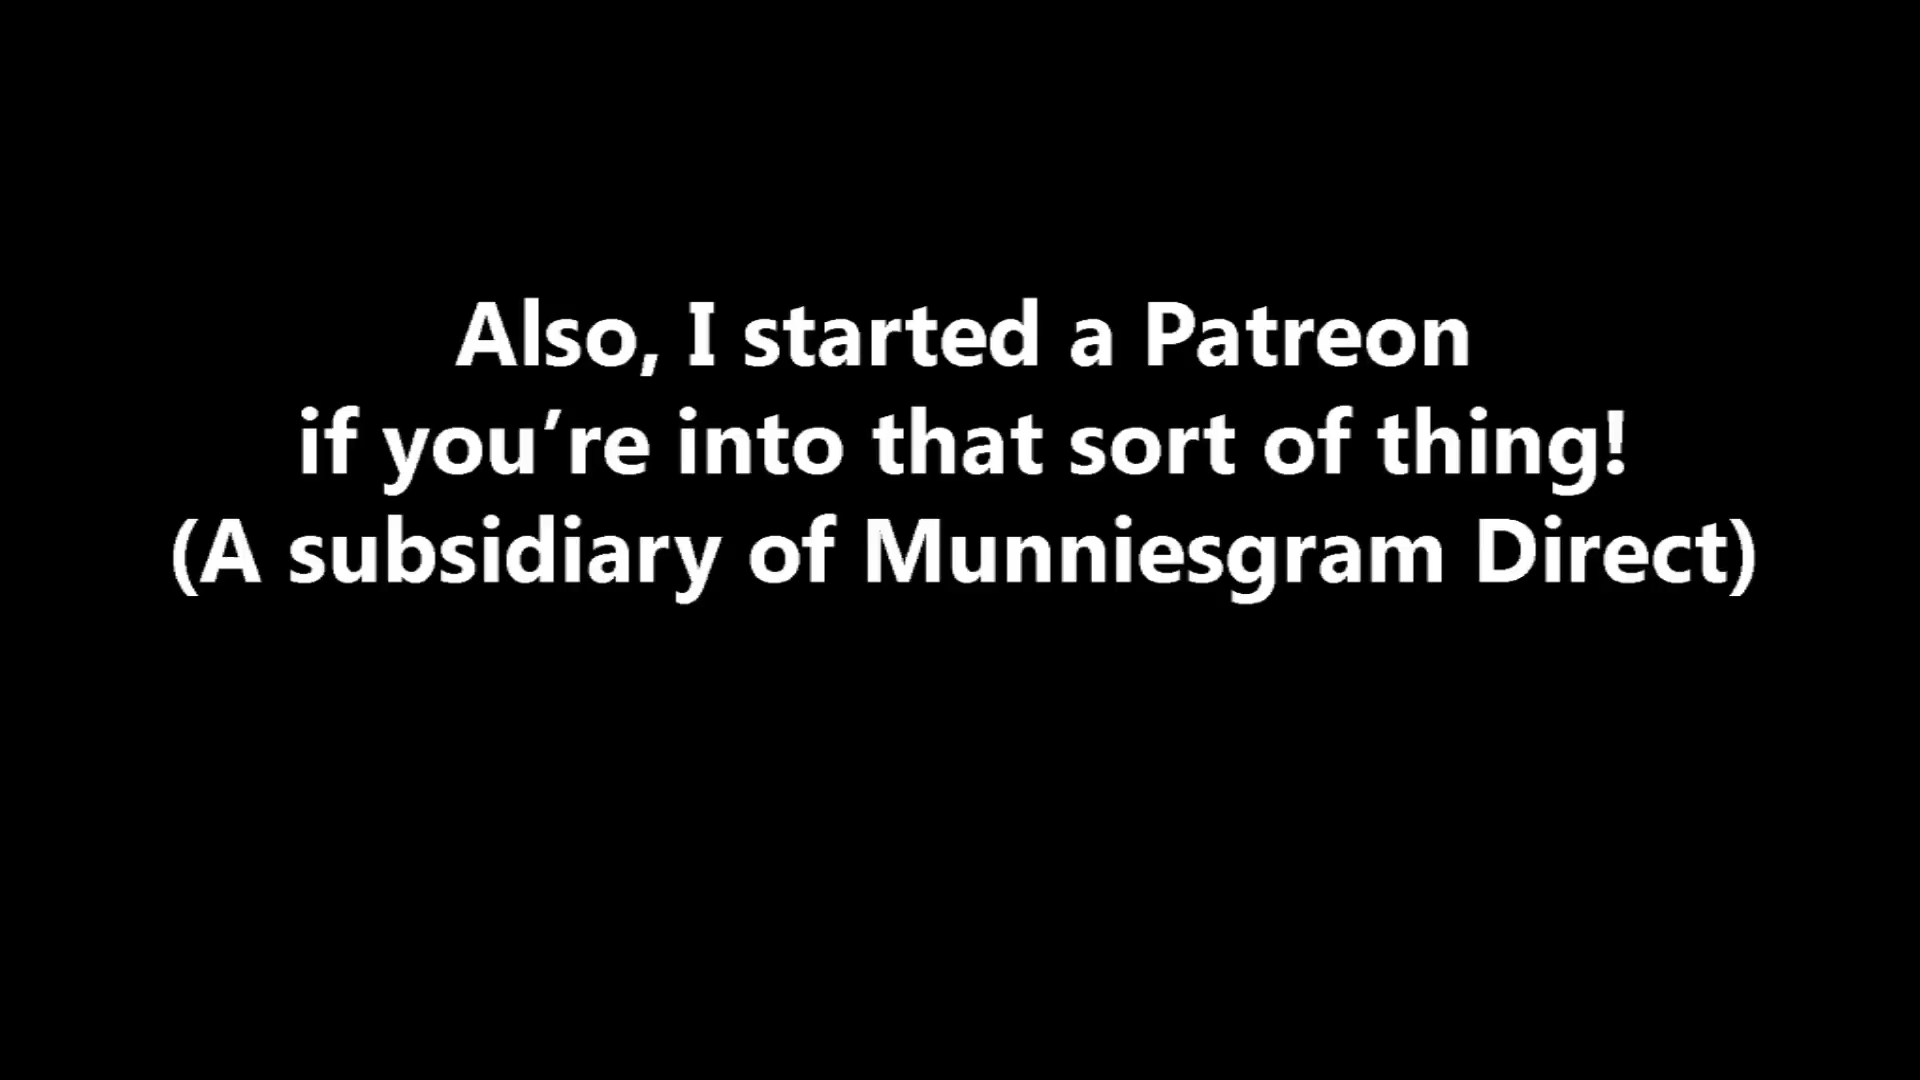 Also, I started a Patreon
if you’re into that sort of thing!
(A subsidiary of Munniesgram Direct)